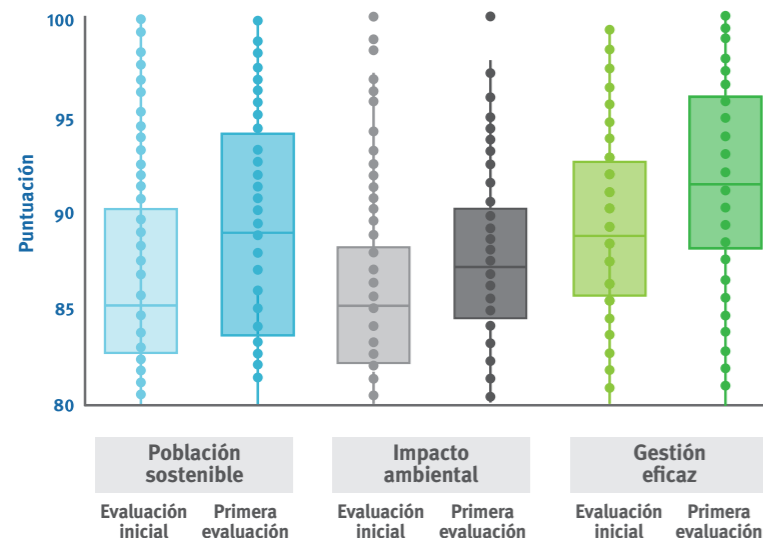 Puntuación
100
95
90
85
80
Población
sostenible
Impacto
ambiental
Gestión
eficaz
Evaluación
inicial
Primera
evaluación
Evaluación
inicial
Primera
evaluación
Evaluación
inicial
Primera
evaluación